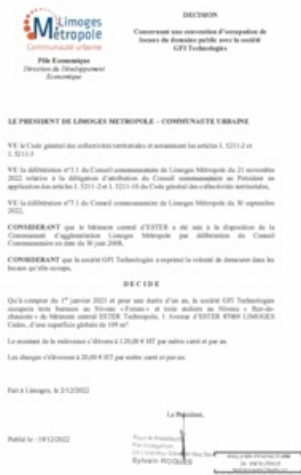 Limoges
Métropole
Communauté urbaine
Pôle Economique
Direction du Développement
Economique
DECISION
Concernant une convention d'occupation de
locaux du domaine public avec la société
GFI Technologies
LE PRESIDENT DE LIMOGES METROPOLE – COMMUNAUTE URBAINE
VU le Code général des collectivités territoriales et notamment les articles L 5211-2 et
L 5211-3
VU la délibération n°3.1 du Conseil communautaire de Limoges Métropole du 23 novembre
2022 relative à la délégation d'attribution du Conseil communautaire au Président en
application des articles L 5211-2 et L 5211-10 du Code général des collectivités territoriales,
VU la délibération n°7.1 du Conseil communautaire de Limoges Métropole du 30 septembre
2022,
CONSIDERANT que le bâtiment central d'ESTER a été mis à la disposition de la
Communauté d'agglomération Limoges Métropole par délibération du Conseil
Communautaire en date du 30 juin 2008,
CONSIDERANT que la société GFI Technologies a exprimé la volonté de demeurer dans les
locaux qu'elle occupe,
D E C I D E
Qu'à compter du 1er janvier 2023 et pour une durée d'un an, la société GFI Technologies
occupera trois bureaux au Niveau «Forum» et trois ateliers au Niveau « Rez-de-
chaussée » du bâtiment central ESTER Technopole, 1 Avenue d'ESTER 87069 LIMOGES
Cedex, d'une superficie globale de 109 m².
Le montant de la redevance s'élèvera à 120,00 € HT par mètre carré et par an.
Les charges s'élèveront à 20,00 € HT par mètre carré et par an.
Fait à Limoges, le 2/12/2022
Le Président,
Publié le : 19/12/2022
Pour le Président
Par délégation,
Le Directeur Général
Sylvain ROQUES